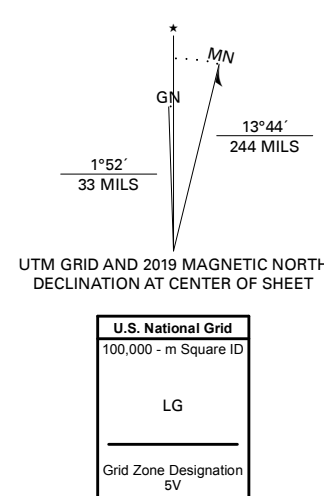 ★
MN
GN
13°44´
244 MILS
1°52´
33 MILS
UTM GRID AND 2019 MAGNETIC NORTH
DECLINATION AT CENTER OF SHEET
U.S. National Grid
100,000 - m Square ID
LG
Grid Zone Designation
5V